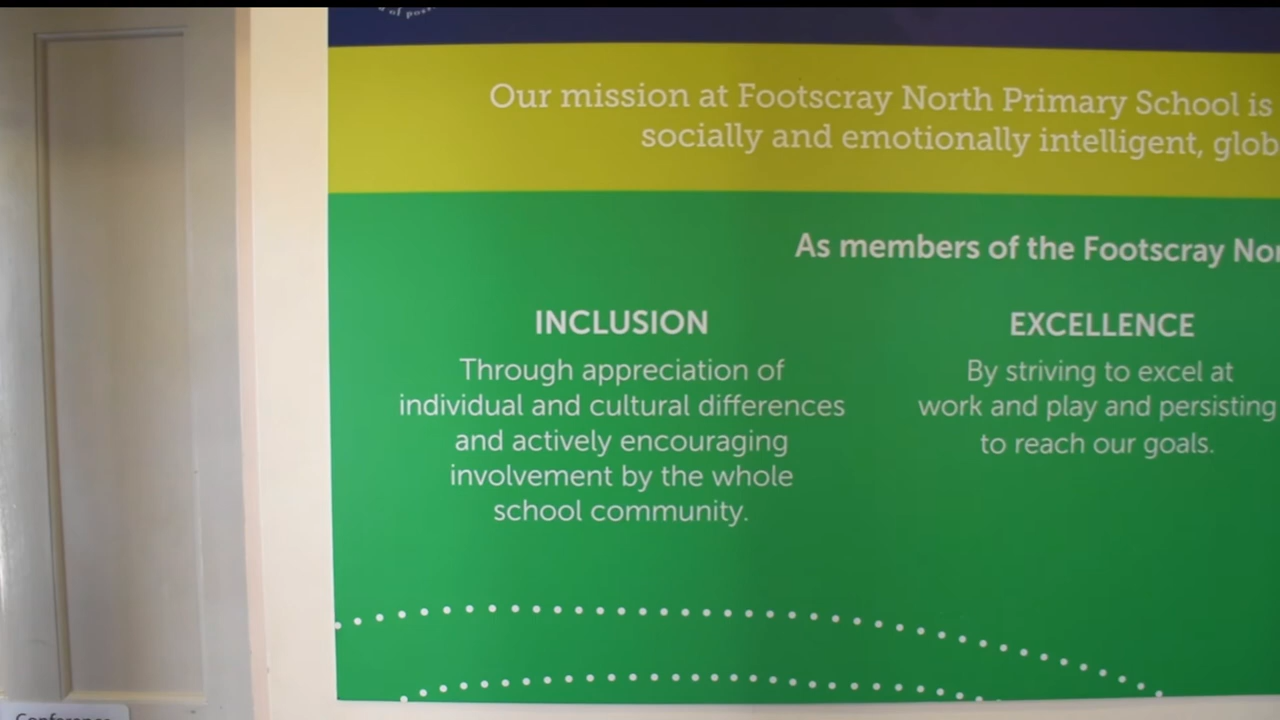 of
Our mission at Footscray North Primary School is
socially and emotionally intelligent,
As members of the Footscray
INCLUSION
Through appreciation of
individual and cultural differences
and actively encouraging
involvement by the whole
school community.
EXCELLENCE
By striving to excel at
work and play and persisting
to reach our goals.
Conference